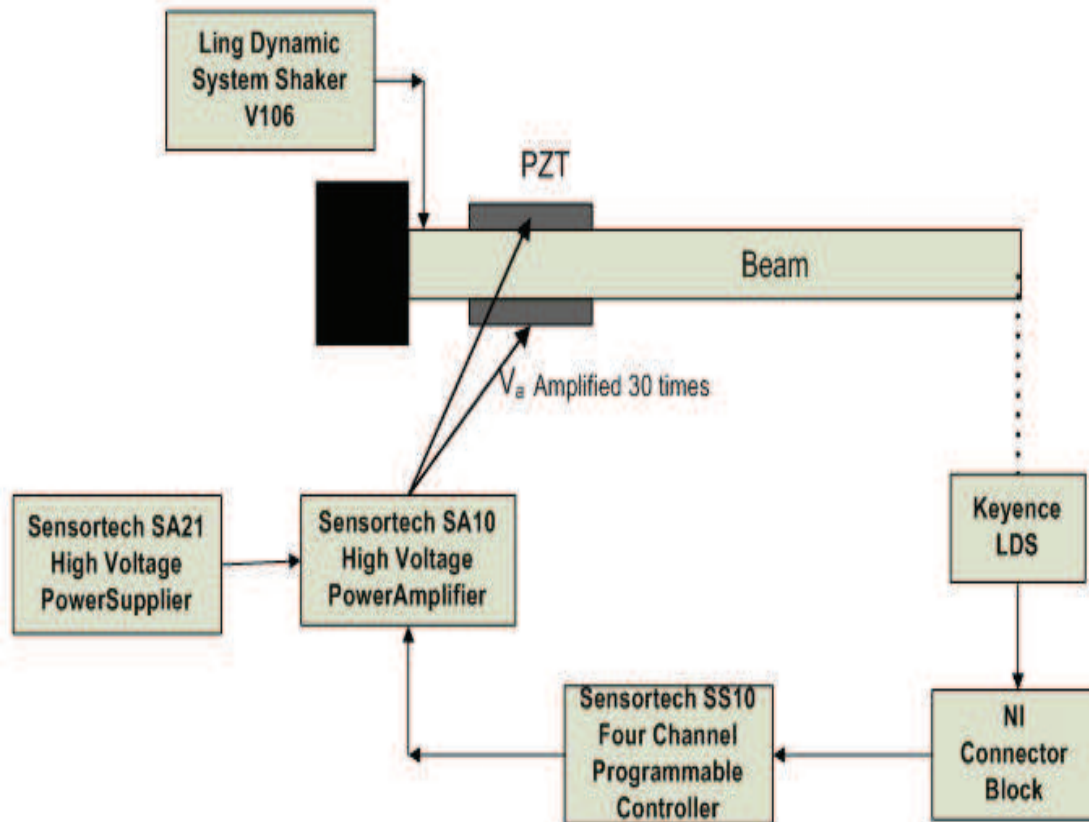 Ling Dynamic
System Shaker
V106
PZT
Beam
Va Amplified 30 times
Sensortech SA21
High Voltage
PowerSupplier
Sensortech SA10
High Voltage
PowerAmplifier
Keyence
LDS
Sensortech SS10
Four Channel
Programmable
Controller
NI
Connector
Block